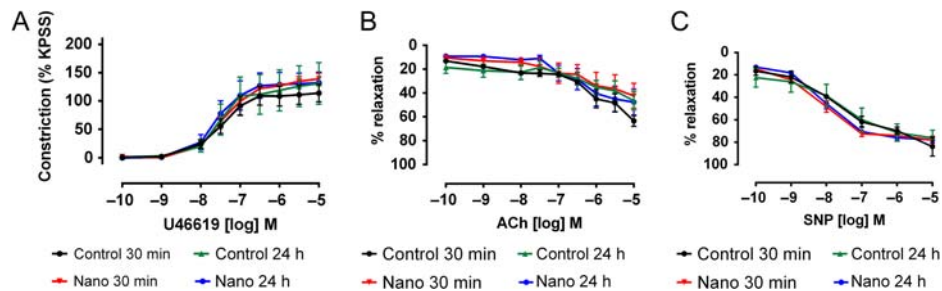 A
Constriction (% KPSS)
200
150
100
50
0
–10 –9 –8 –7 –6 –5
U46619 [log] M
Control 30 min Control 24 h
Nano 30 min Nano 24 h
B
% relaxation
0
20
40
60
80
100
–10 –9 –8 –7 –6 –5
ACh [log] M
Control 30 min Control 24 h
Nano 30 min Nano 24 h
C
% relaxation
0
20
40
60
80
100
–10 –9 –8 –7 –6 –5
SNP [log] M
Control 30 min Control 24 h
Nano 30 min Nano 24 h